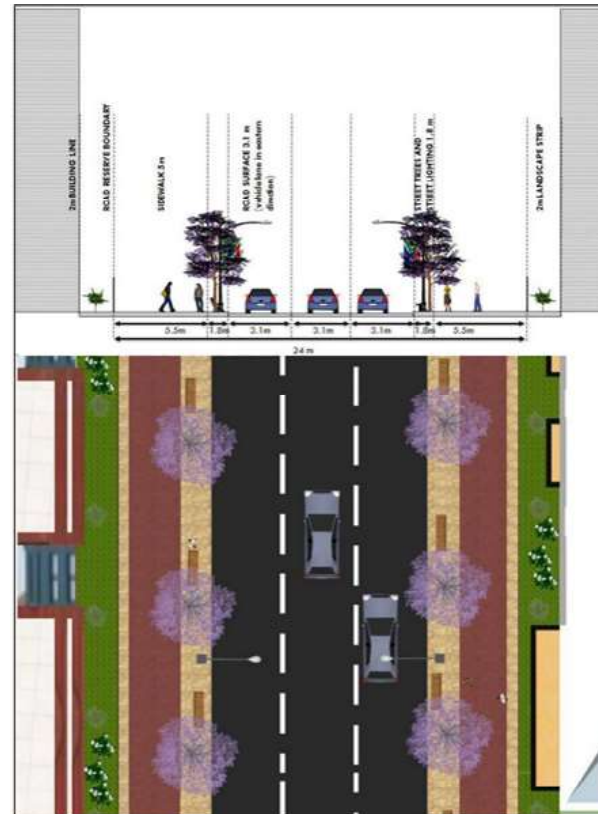 2m BUILDING LINE
ROAD RESERVE BOUNDARY
SIDEWALK 5m
ROAD SURFACE 3.1 m
(vehicle lane in eastern
direction)
STREET TREES AND
STREET LIGHTING 1.8 m
2m LANDSCAPE STRIP
5.5m 1.8m 3.1m 3.1m 3.1m 1.8m 5.5m
24 m